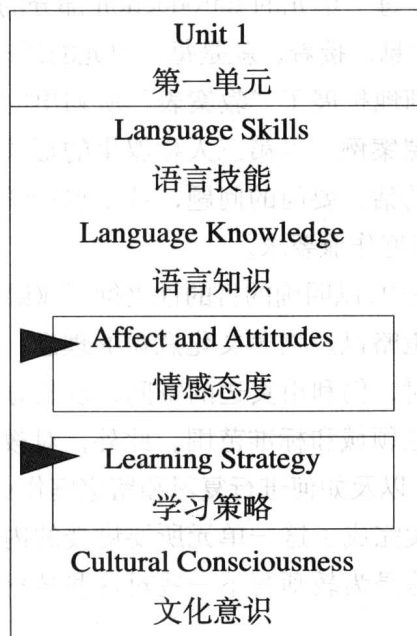 Unit 1
第一单元
Language Skills
语言技能
Language Knowledge
语言知识
Affect and Attitudes
情感态度
Learning Strategy
学习策略
Cultural Consciousness
文化意识